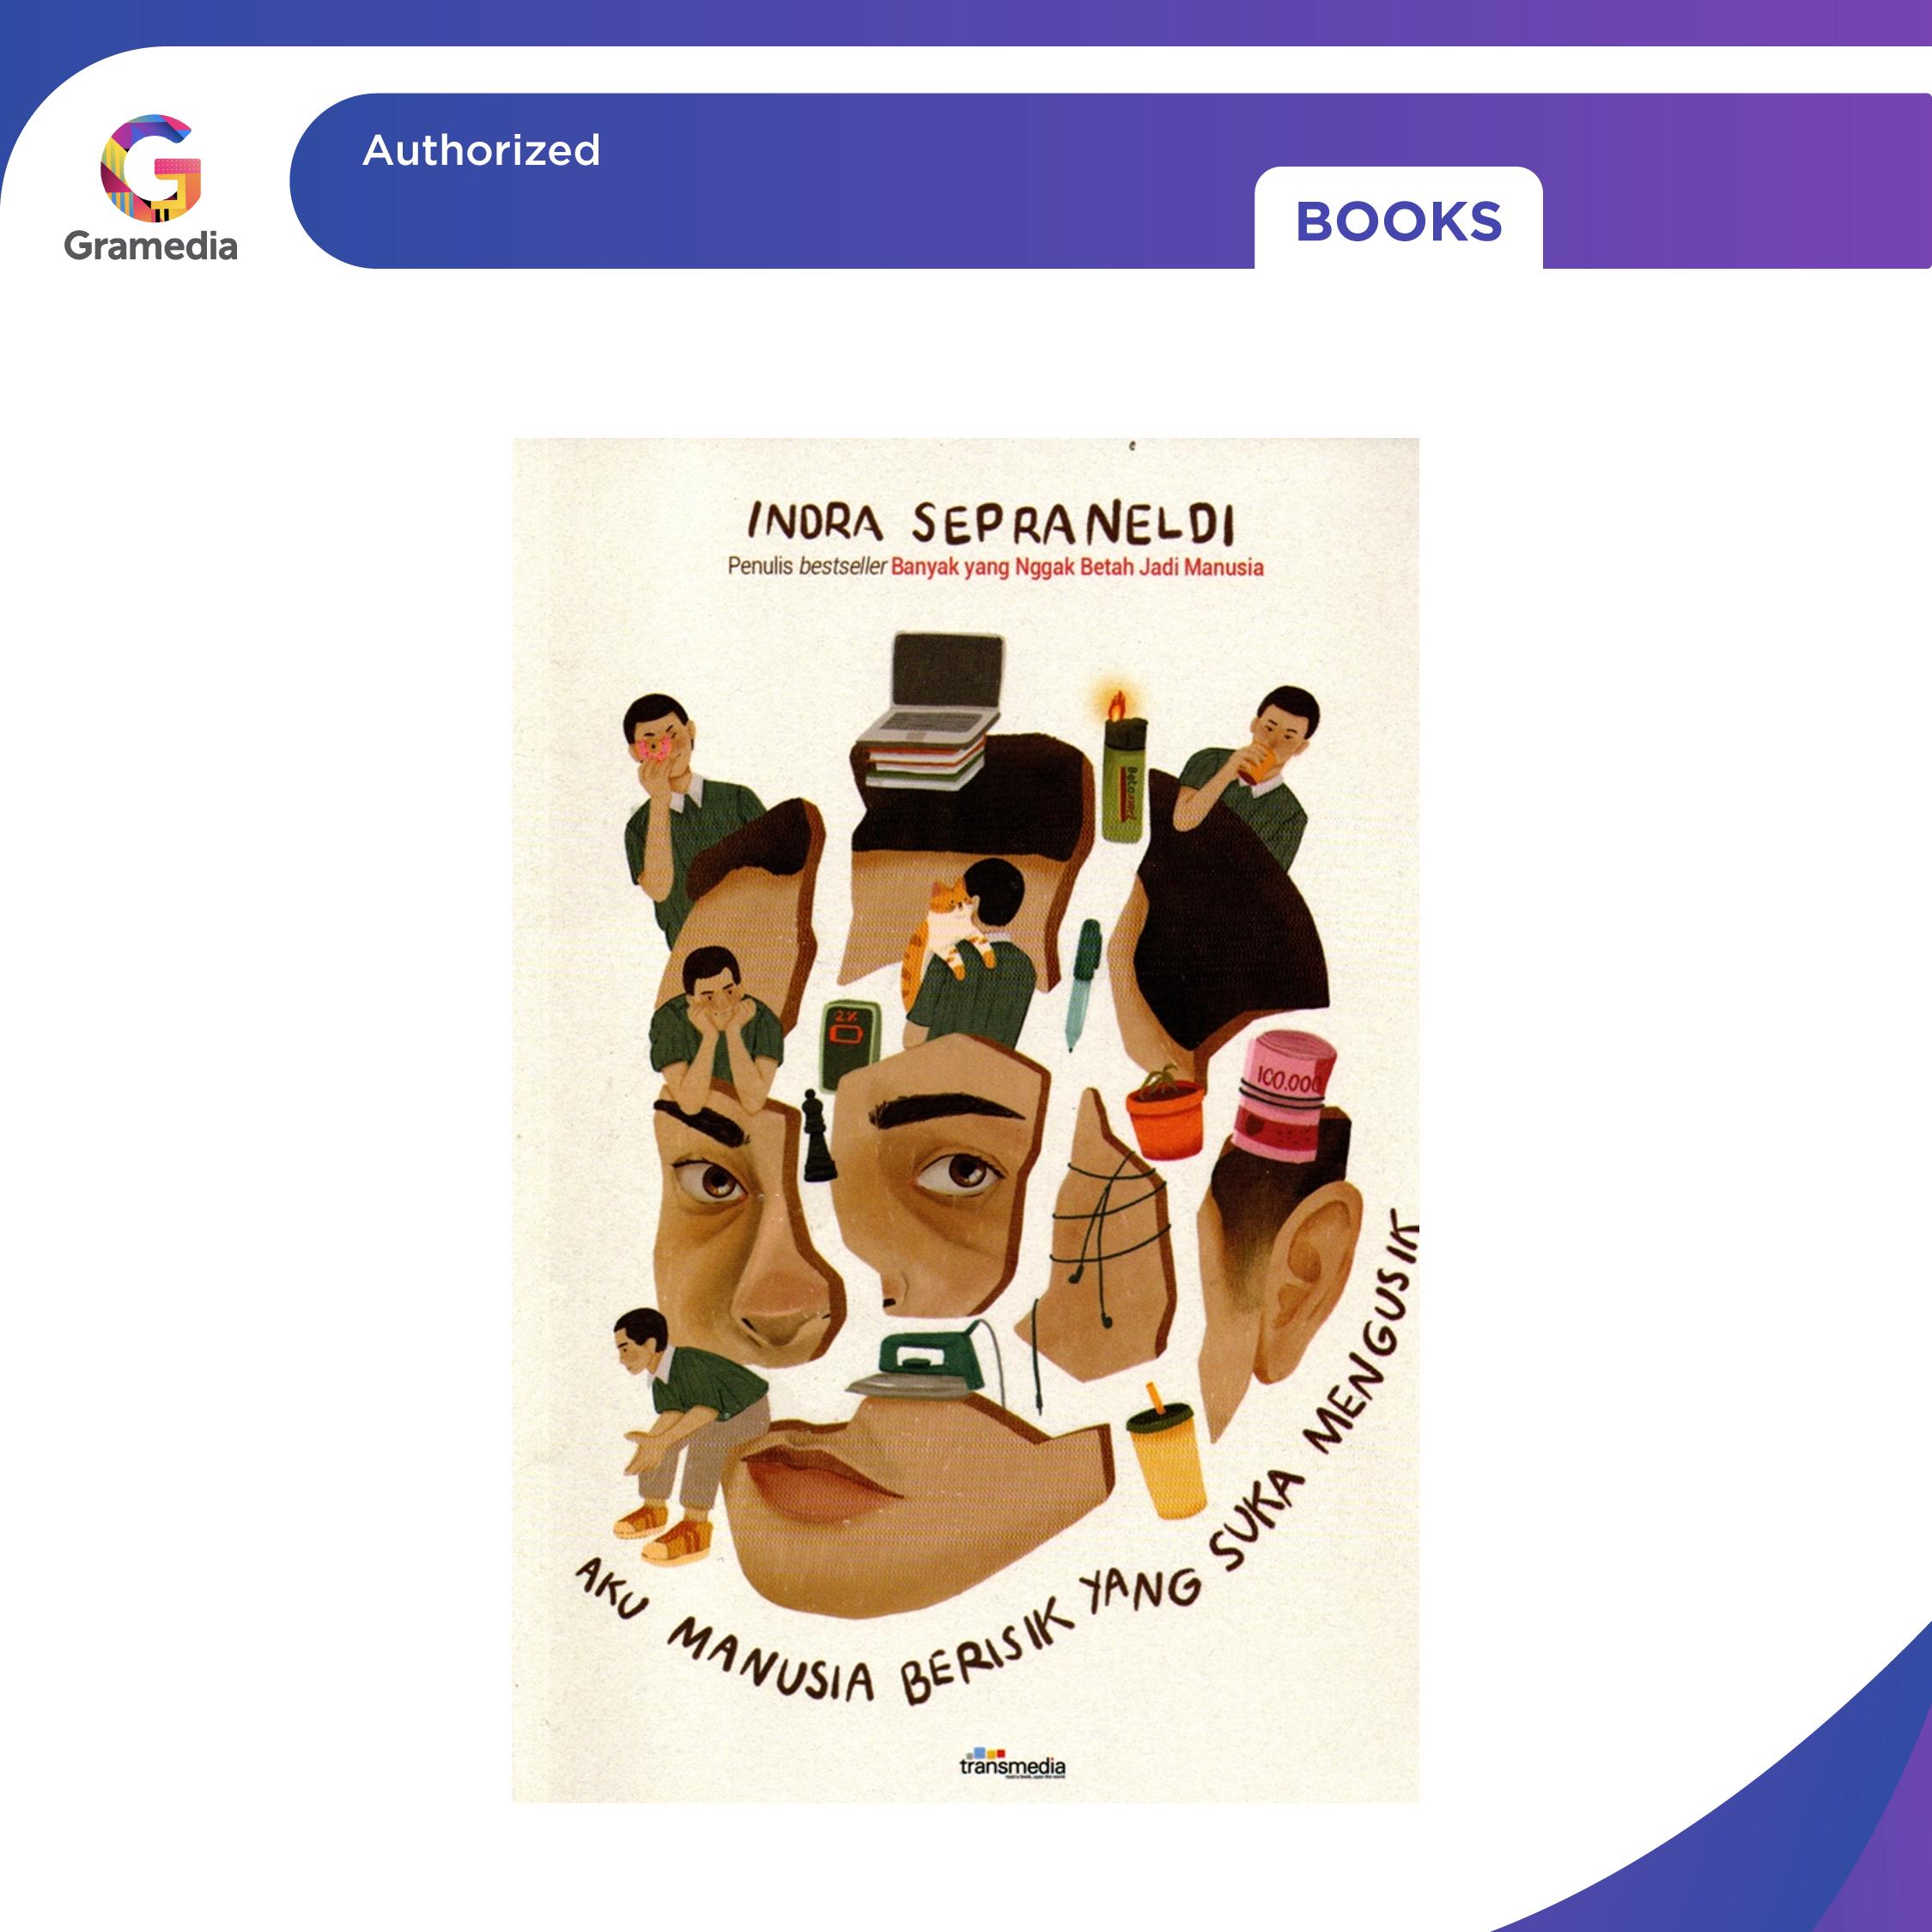 Gramedia
Authorized
BOOKS
INDRA SEPRANELDI
Penulis bestseller Banyak yang Nggak Betah Jadi Manusia
2%
100.000
AKU MANUSIA BERISIK YANG SUKA MENGUSIK
transmedia